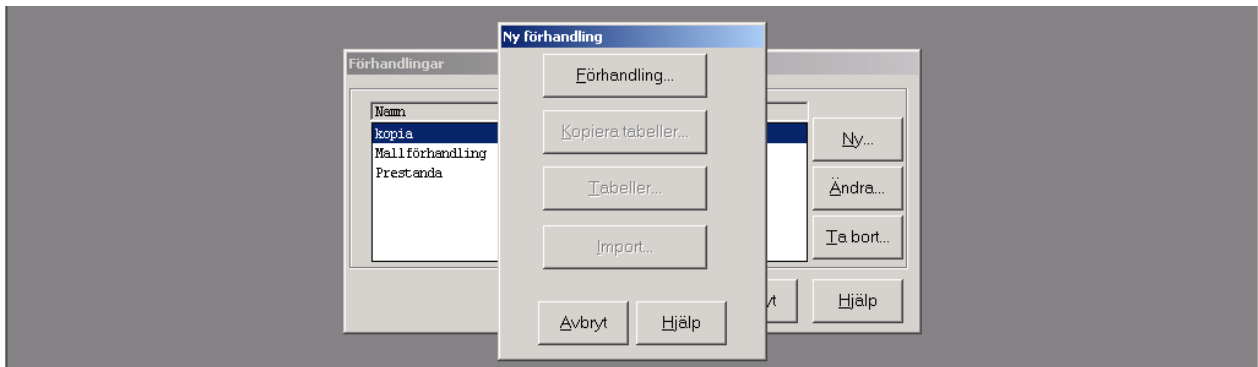 Ny förhandling
Förhandlingar
Förhandling...
Namn
kopia
Mallförhandling
Prestanda
Kopiera tabeller...
Tabeller...
Import...
Ny...
Ändra...
Ta bort...
Avbryt
Hjälp
Hjälp